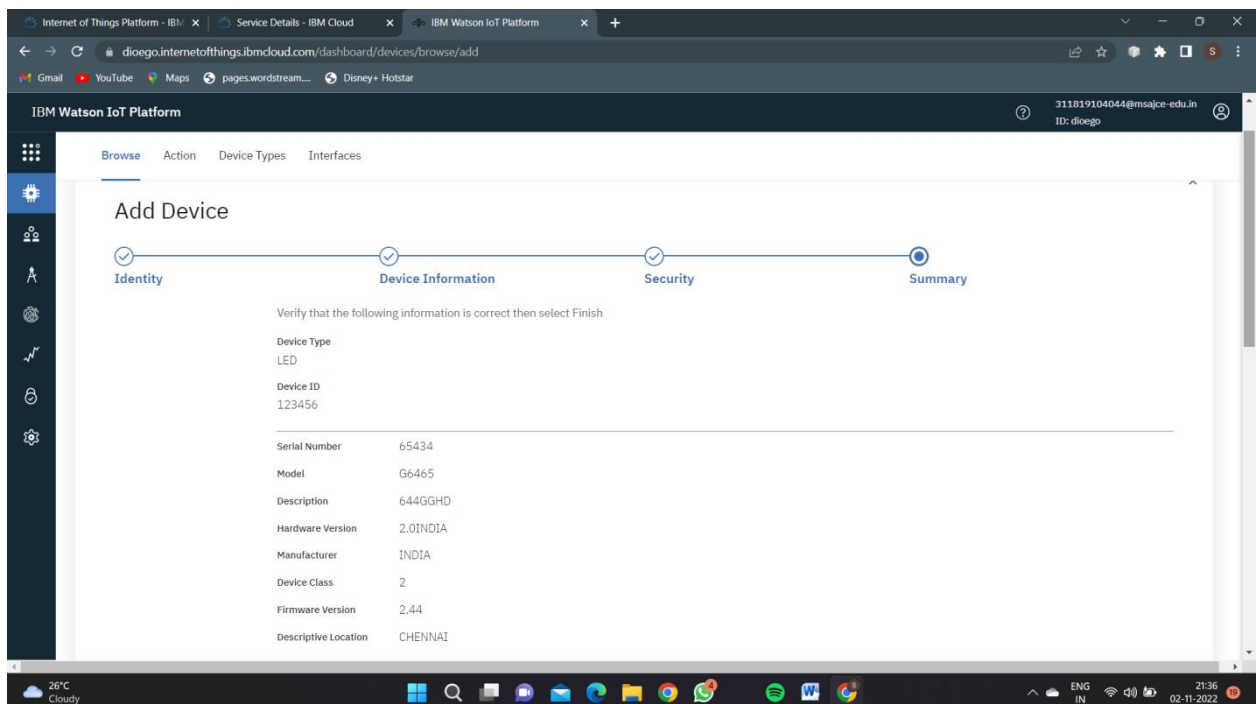 Internet of Things Platform - IBM
Service Details - IBM Cloud
IBM Watson IoT Platform
dioego.internetofthings.ibmcloud.com/dashboard/devices/browse/add
S
Gmail YouTube Maps pages.wordstream.... Disney+ Hotstar
IBM Watson IoT Platform
311819104044@msajce-edu.in
ID: dioego
Browse Action Device Types Interfaces
Add Device
Identity Device Information Security Summary
Verify that the following information is correct then select Finish
Device Type
LED
Device ID
123456
Serial Number 65434
Model G6465
Description 644GGHD
Hardware Version 2.0INDIA
Manufacturer INDIA
Device Class 2
Firmware Version 2.44
Descriptive Location CHENNAI
26°C
Cloudy
ENG
IN
21:36
02-11-2022
19